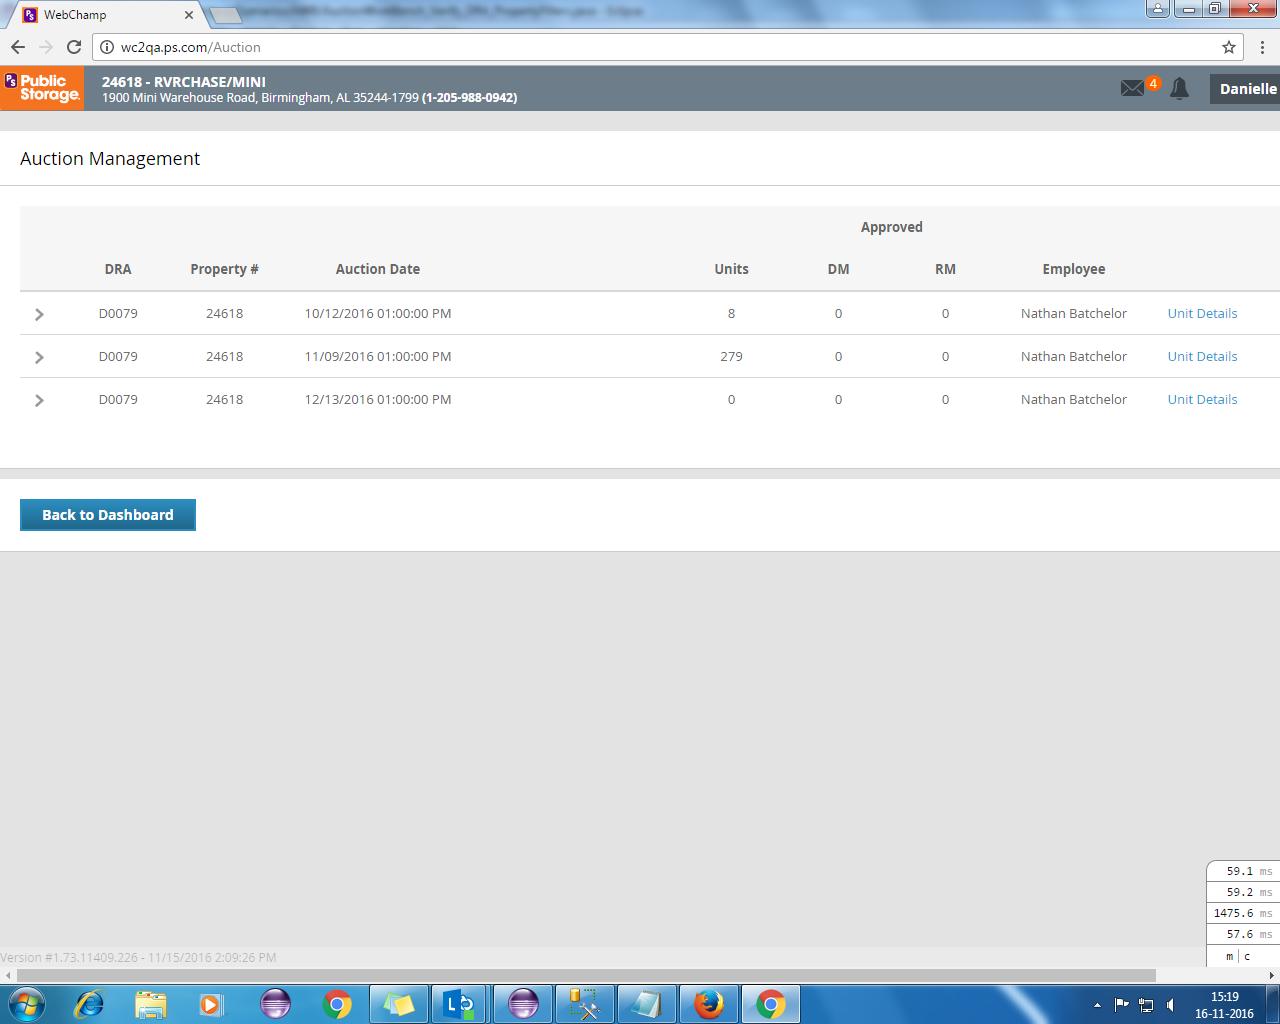 WebChamp
wc2qa.ps.com/Auction
PS Public Storage.
24618 - RVRCHASE/MINI
1900 Mini Warehouse Road, Birmingham, AL 35244-1799 (1-205-988-0942)
4
Danielle
Auction Management
Approved
DRA Property # Auction Date Units DM RM Employee
D0079 24618 10/12/2016 01:00:00 PM 8 0 0 Nathan Batchelor Unit Details
D0079 24618 11/09/2016 01:00:00 PM 279 0 0 Nathan Batchelor Unit Details
D0079 24618 12/13/2016 01:00:00 PM 0 0 0 Nathan Batchelor Unit Details
Back to Dashboard
59.1 ms
59.2 ms
1475.6 ms
57.6 ms
m c
Version #1.73.11409.226 - 11/15/2016 2:09:26 PM
15:19
16-11-2016